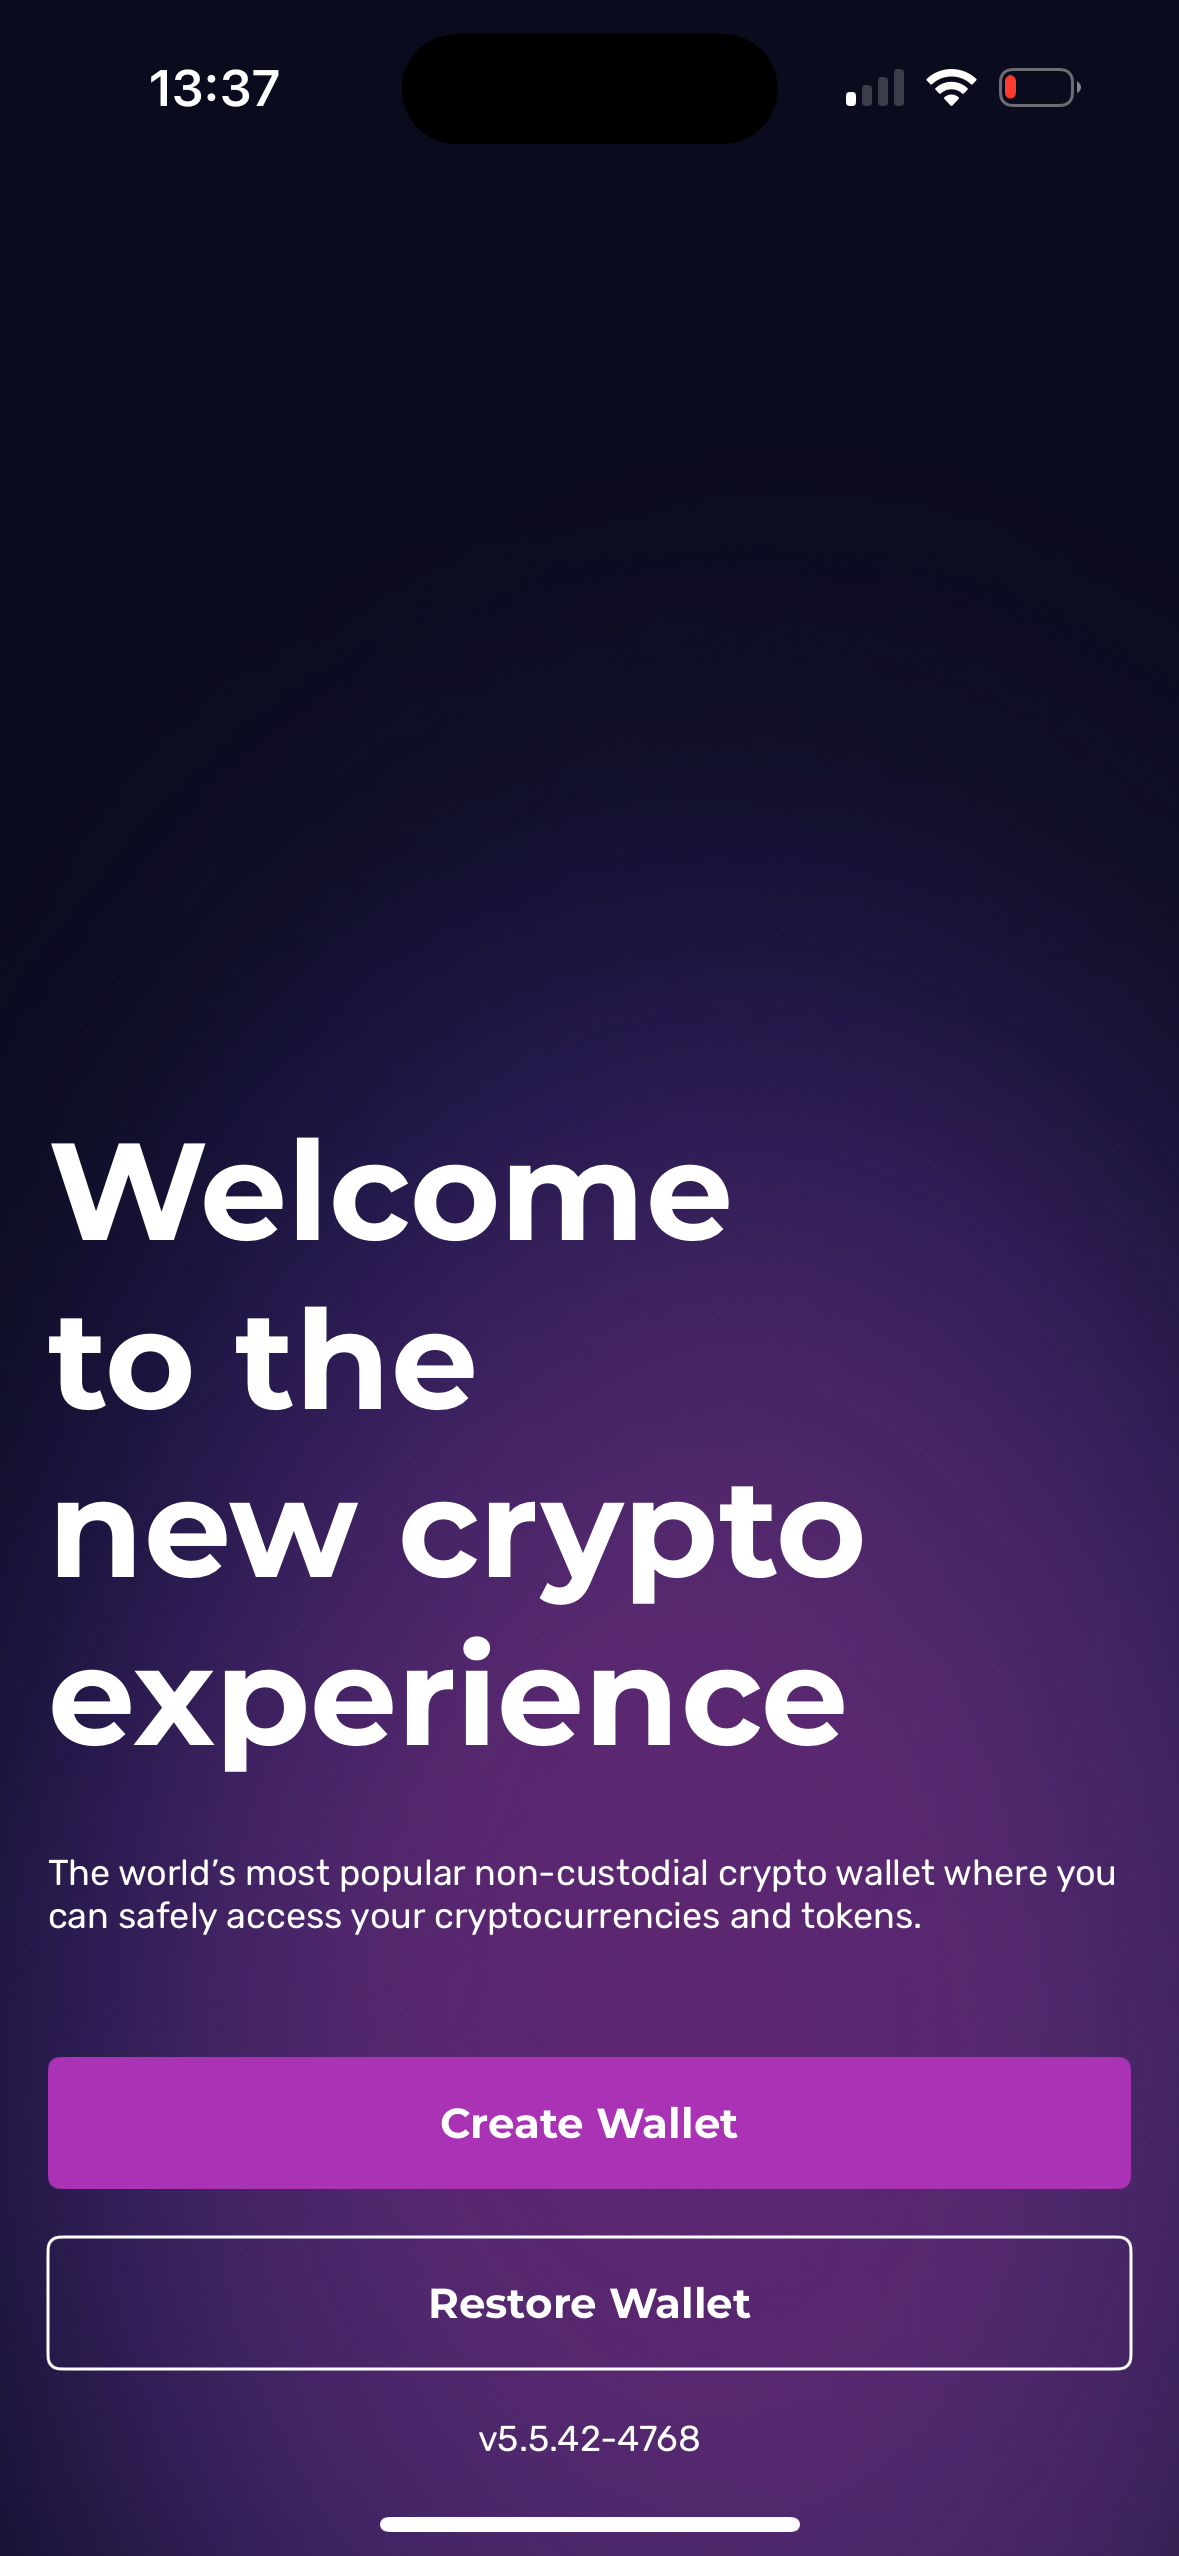 13:37
Welcome
to the
new crypto
experience
The world’s most popular non-custodial crypto wallet where you
can safely access your cryptocurrencies and tokens.
Create Wallet
Restore Wallet
v5.5.42-4768